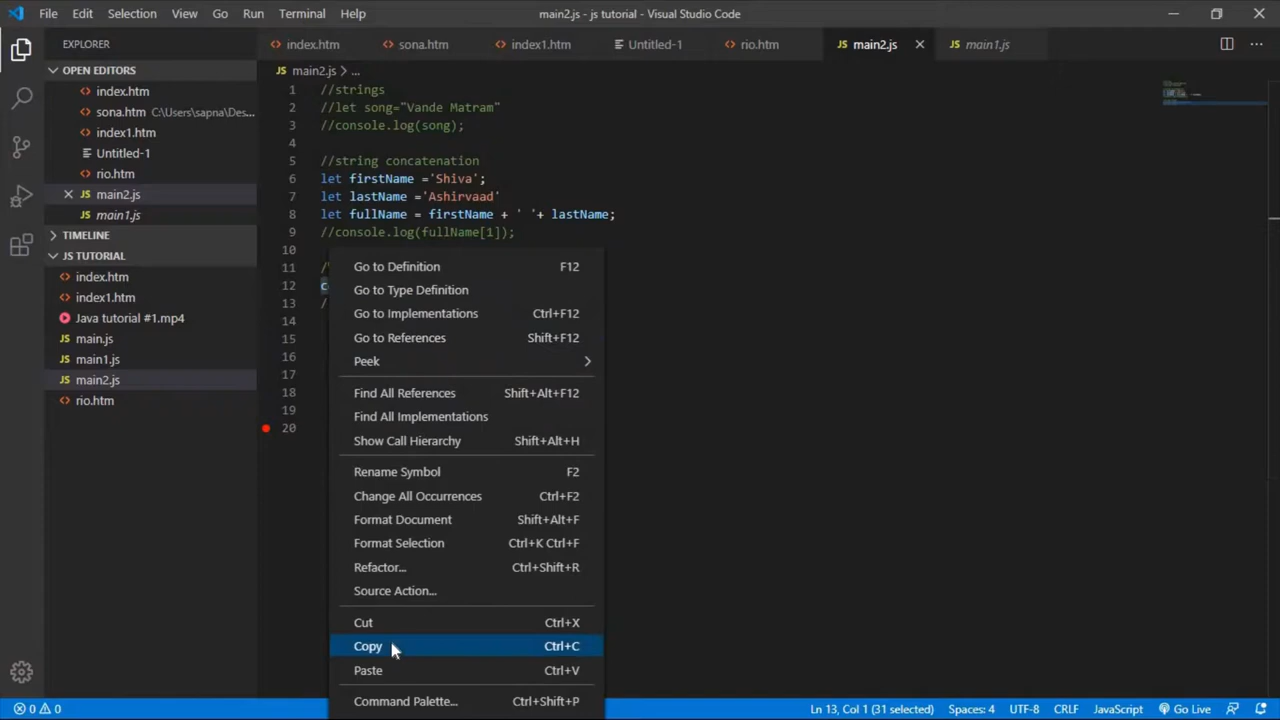 File Edit Selection View Go Run Terminal Help
main2.js - js tutorial - Visual Studio Code
EXPLORER
index.htm sona.htm index1.htm Untitled-1 rio.htm JS main2.js JS main1.js
OPEN EDITORS
JS main2.js > ...
index.htm
sona.htm C:\Users\sapna\Des...
index1.htm
Untitled-1
rio.htm
JS main2.js
JS main1.js
TIMELINE
JS TUTORIAL
index.htm
index1.htm
Java tutorial #1.mp4
JS main.js
JS main1.js
JS main2.js
rio.htm
1 //strings
2 //let song="Vande Matram"
3 //console.log(song);
4
5 //string concatenation
6 let firstName ='Shiva';
7 let lastName ='Ashirvaad'
8 let fullName = firstName + ' '+ lastName;
9 //console.log(fullName[1]);
10
11 /
12 c
13 /
14
15
16
17
18
19
20
Go to Definition F12
Go to Type Definition
Go to Implementations Ctrl+F12
Go to References Shift+F12
Peek
Find All References Shift+Alt+F12
Find All Implementations
Show Call Hierarchy Shift+Alt+H
Rename Symbol F2
Change All Occurrences Ctrl+F2
Format Document Shift+Alt+F
Format Selection Ctrl+K Ctrl+F
Refactor... Ctrl+Shift+R
Source Action...
Cut Ctrl+X
Copy Ctrl+C
Paste Ctrl+V
Command Palette... Ctrl+Shift+P
0 0 Ln 13, Col 1 (31 selected) Spaces: 4 UTF-8 CRLF JavaScript Go Live